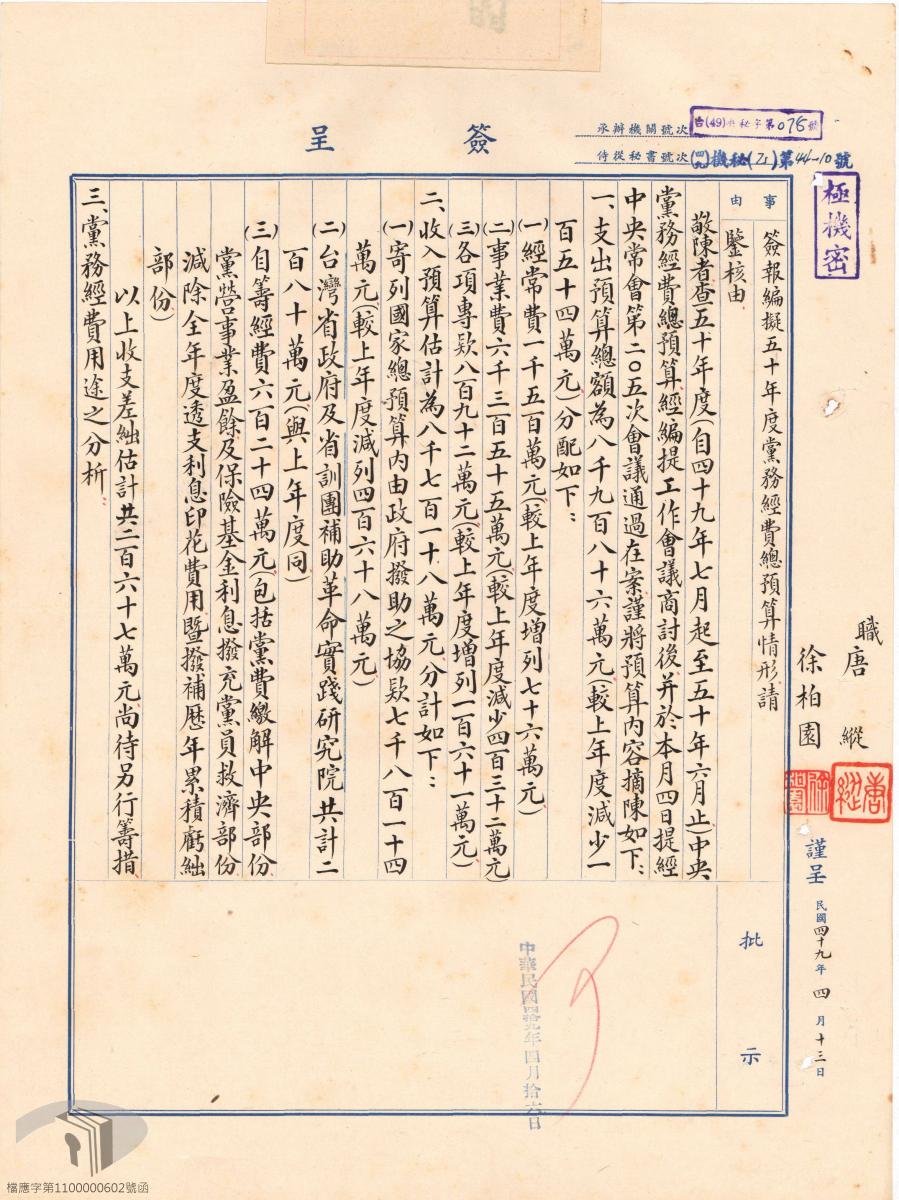 簽呈
承辦機關號次
台(49)央秘字第078號
侍從秘書號次
(四九)機秘(乙)第44-10號
極機密
職唐縱
徐柏園
謹呈
民國四十九年四月十三日
事由
簽報編擬五十年度黨務經費總預算情形請
鑒核由
敬陳者查五十年度(自四十九年七月起至五十年六月止)中央
黨務經費總預算經編提工作會議商討後并於本月四日提經
中央常會第二〇五次會議通過在案謹將預算內容摘陳如下:
一、支出預算總額為八千九百八十六萬元(較上年度減少一
百五十四萬元)分配如下:
(一)經常費一千五百萬元(較上年度增列七十六萬元)
(二)事業費六千三百五十五萬元(較上年度減少四百三十二萬元)
(三)各項專欵八百九十二萬元(較上年度增列一百六十一萬元)
二、收入預算估計為八千七百一十八萬元分計如下:
(一)寄列國家總預算內由政府撥助之協欵七千八百一十四
萬元(較上年度減列四百六十八萬元)
(二)台灣省政府及省訓團補助革命實踐研究院共計二
百八十萬元(與上年度同)
(三)自籌經費六百二十四萬元(包括黨費繳解中央部份
黨營事業盈餘及保險基金利息撥充黨員救濟部份
減除全年度透支利息印花費用暨撥補歷年累積虧絀
部份)
以上收支差絀估計共二百六十七萬元尚待另行籌措
三、黨務經費用途之分析:
批示
中華民國四拾九年四月拾六日
檔應字第1100000602號函